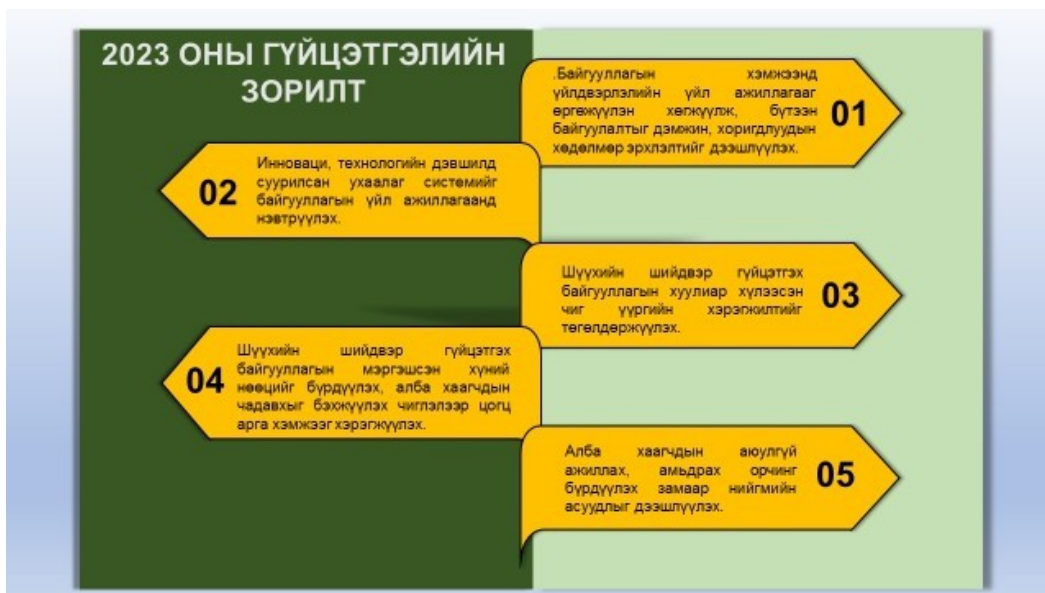 2023 ОНЫ ГҮЙЦЭТГЭЛИЙН
ЗОРИЛТ
.Байгууллагын хэмжээнд
үйлдвэрлэлийн үйл ажиллагааг
өргөжүүлэн хөгжүүлж, бүтээн
байгуулалтыг дэмжин, хоригдлуудын
хөдөлмөр эрхлэлтийг дээшлүүлэх.
01
Инноваци, технологийн дэвшилд
суурилсан ухаалаг системийг
байгууллагын үйл ажиллагаанд
нэвтрүүлэх.
02
Шүүхийн шийдвэр гүйцэтгэх
байгууллагын хуулиар хүлээсэн
чиг үүргийн хэрэгжилтийг
төгөлдөржүүлэх.
03
Шүүхийн шийдвэр гүйцэтгэх
байгууллагын мэргэшсэн хүний
нөөцийг бүрдүүлэх, алба хаагчдын
чадавхыг бэхжүүлэх чиглэлээр цогц
арга хэмжээг хэрэгжүүлэх.
04
Алба хаагчдын аюулгүй
ажиллах, амьдрах орчинг
бүрдүүлэх замаар нийгмийн
асуудлыг дээшлүүлэх.
05